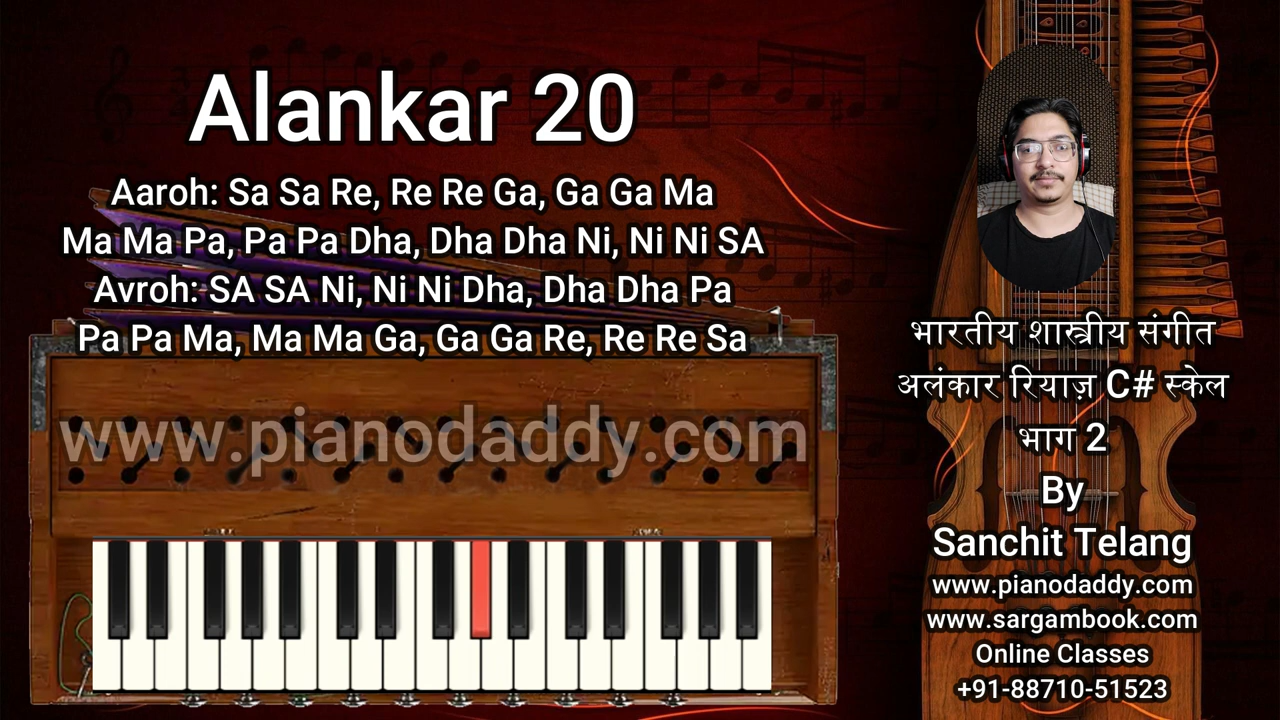 Alankar 20
Aaroh: Sa Sa Re, Re Re Ga, Ga Ga Ma
Ma Ma Pa, Pa Pa Dha, Dha Dha Ni, Ni Ni SA
Avroh: SA SA Ni, Ni Ni Dha, Dha Dha Pa
Pa Pa Ma, Ma Ma Ga, Ga Ga Re, Re Re Sa
www.pianodaddy.com
भारतीय शास्त्रीय संगीत
अलंकार रियाज़ C# स्केल
भाग 2
By
Sanchit Telang
www.pianodaddy.com
www.sargambook.com
Online Classes
+91-88710-51523